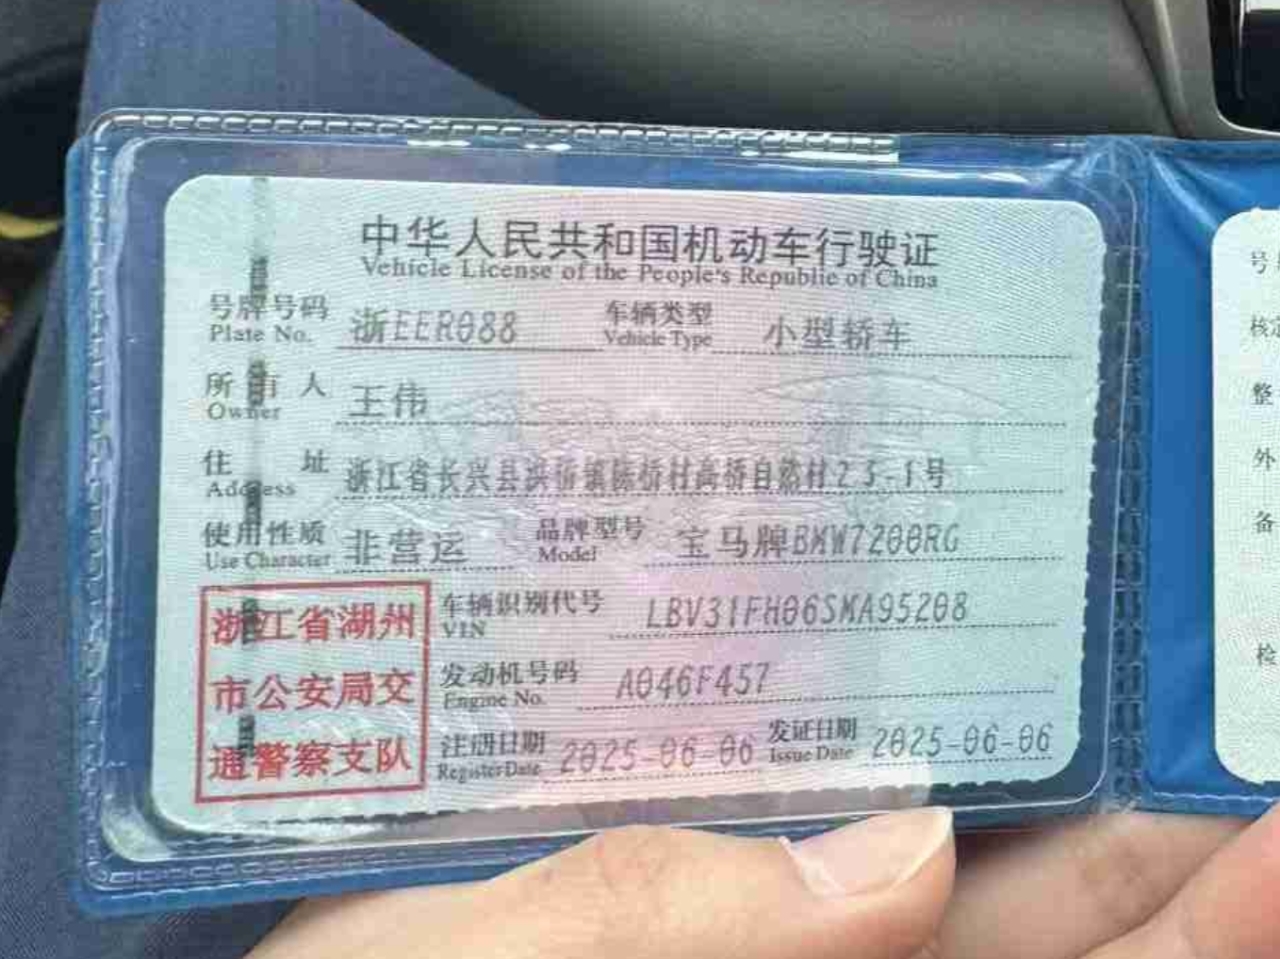 中华人民共和国机动车行驶证
Vehicle License of the People's Republic of China
号牌号码 浙EER088 车辆类型 小型轿车
Plate No. Vehicle Type
所有人 王伟
Owner
住址 浙江省长兴县洪桥镇陈桥村高桥自然村23-1号
Address
使用性质 非营运 品牌型号 宝马牌BMW7200RG
Use Character Model
浙江省湖州
市公安局交
通警察支队
车辆识别代号 LBV31FH06SMA95208
VIN
发动机号码 A046F457
Engine No.
注册日期 2025-06-06 发证日期 2025-06-06
Register Date Issue Date
号
核
整
外
备
检